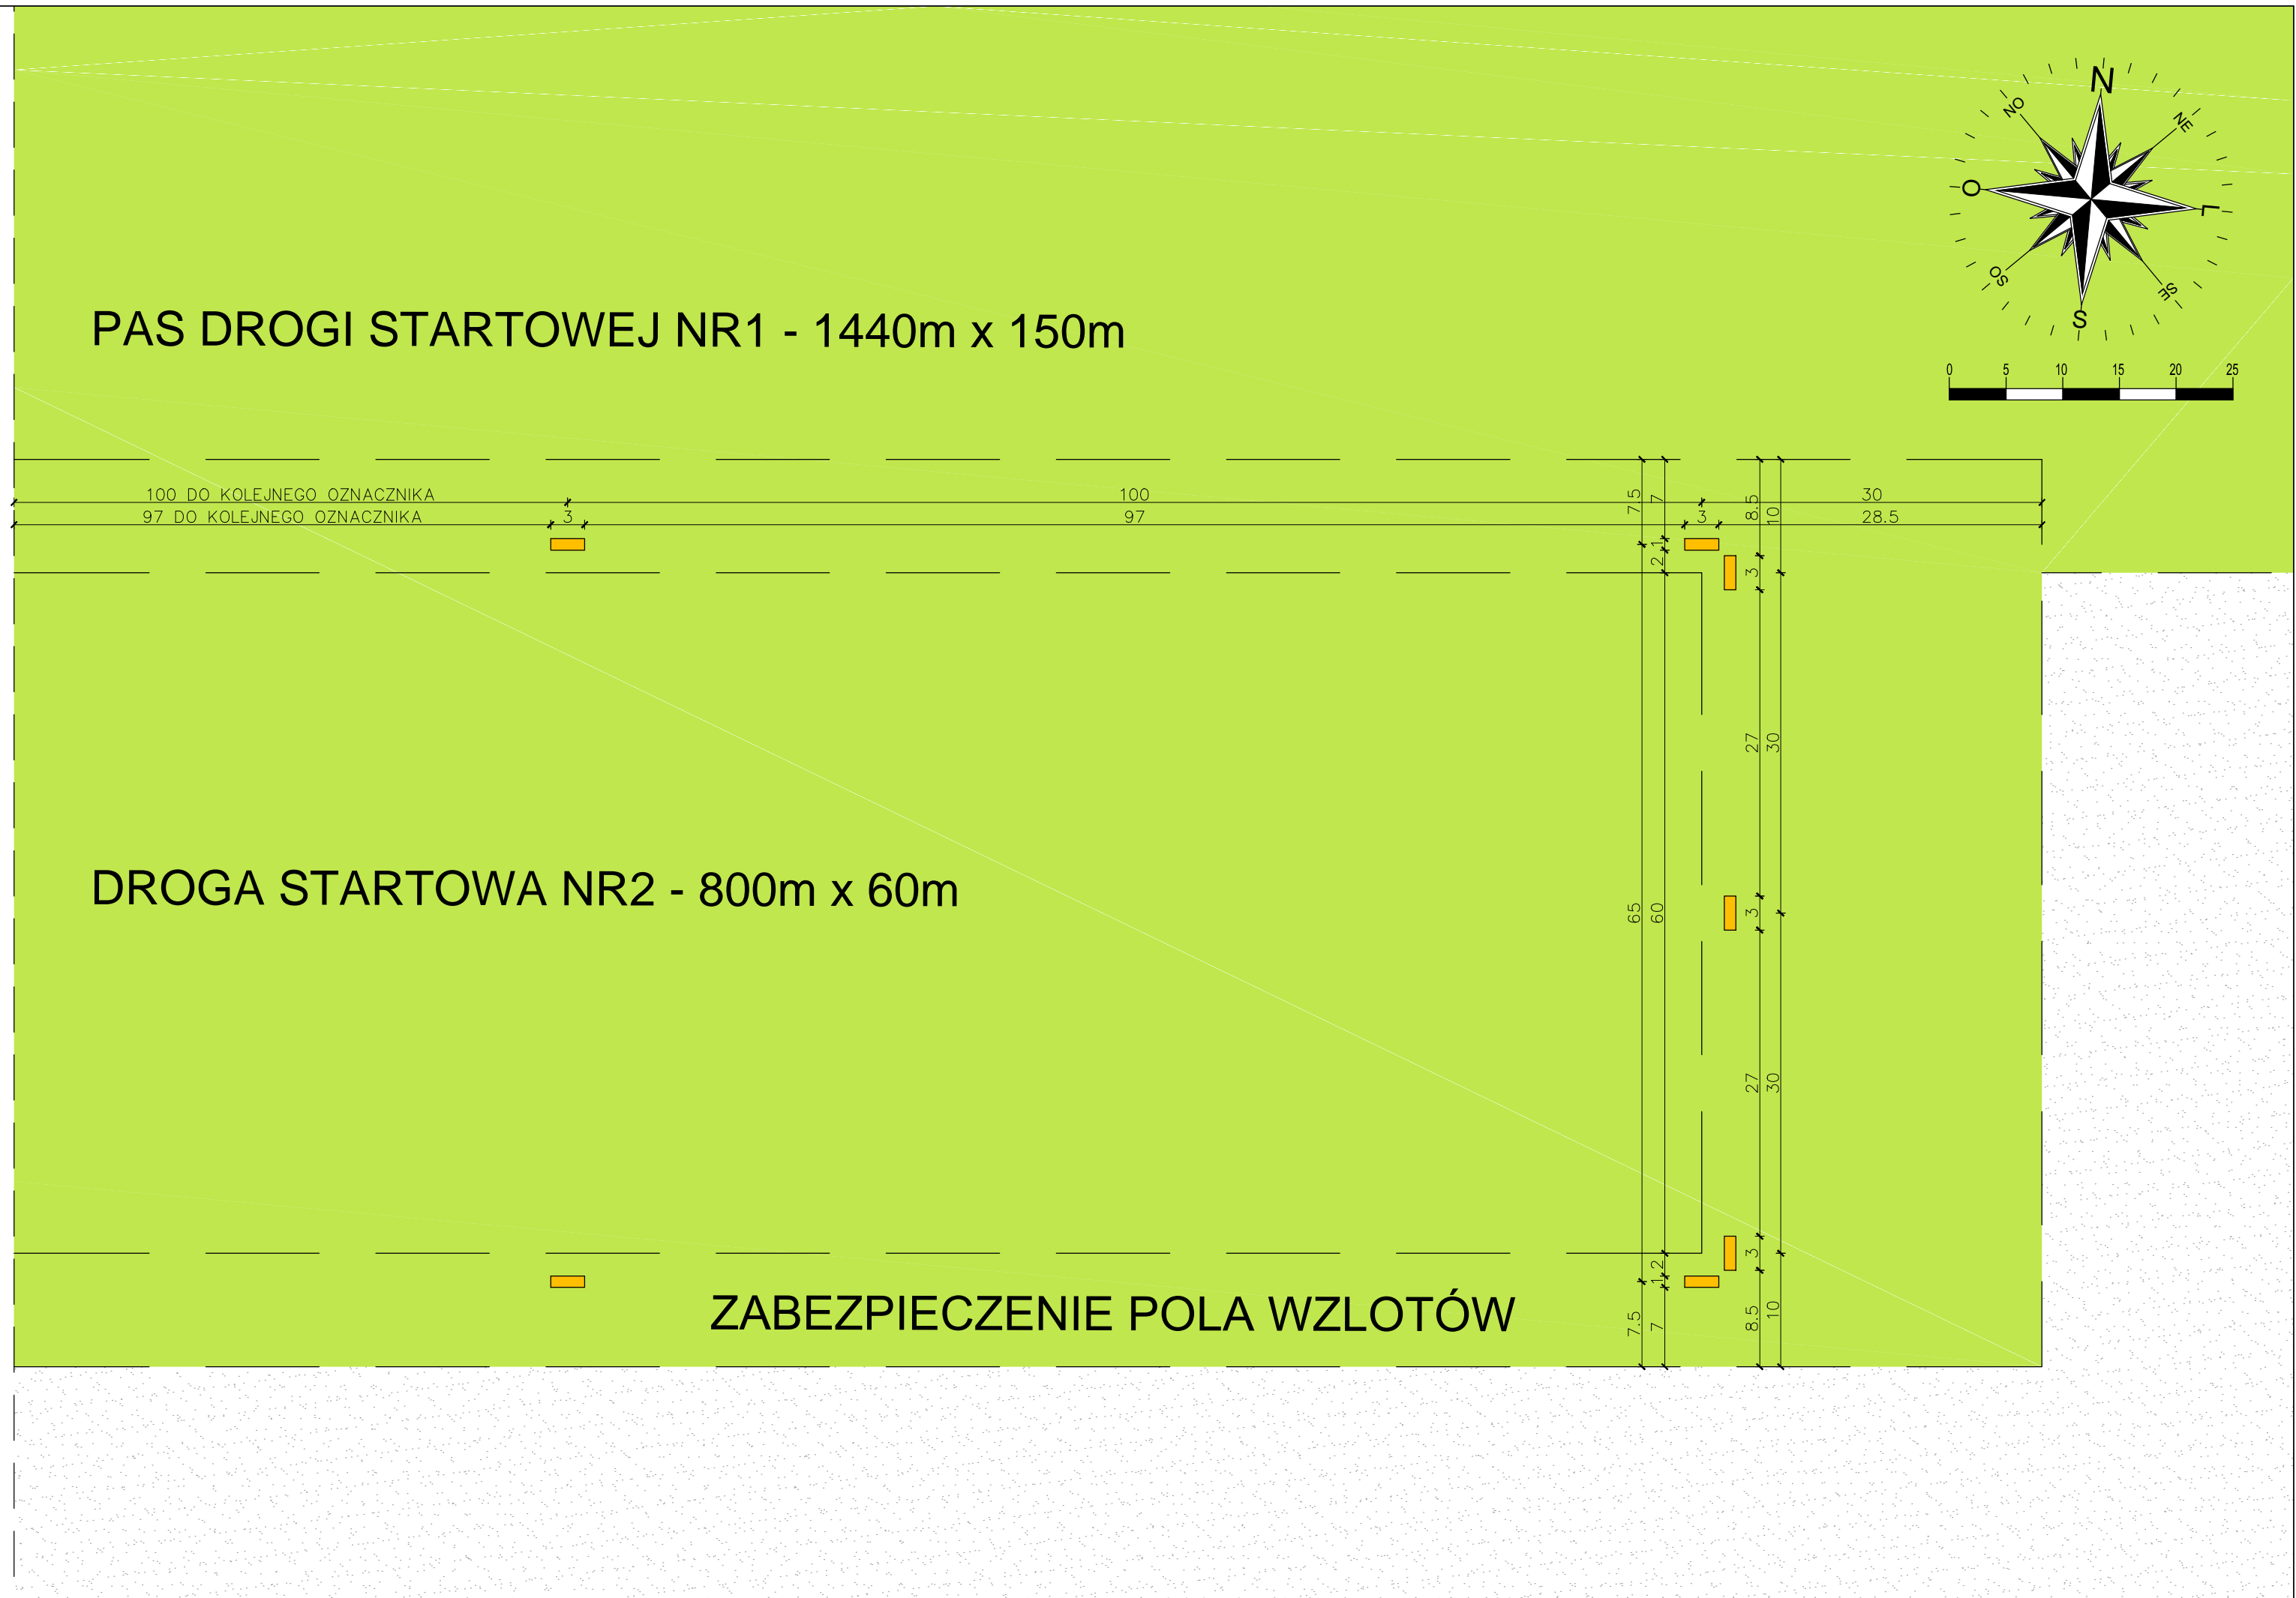 N
NO
NE
O
L
SO
SE
S
0 5 10 15 20 25
PAS DROGI STARTOWEJ NR1 - 1440m x 150m
100 DO KOLEJNEGO OZNACZNIKA 100 30
97 DO KOLEJNEGO OZNACZNIKA 3 97 3 28.5
7.5 7 8.5 10
1
2 3
27 30
DROGA STARTOWA NR2 - 800m x 60m
65 60 3
27 30
2 3
1
ZABEZPIECZENIE POLA WZLOTÓW
7.5 7 8.5 10